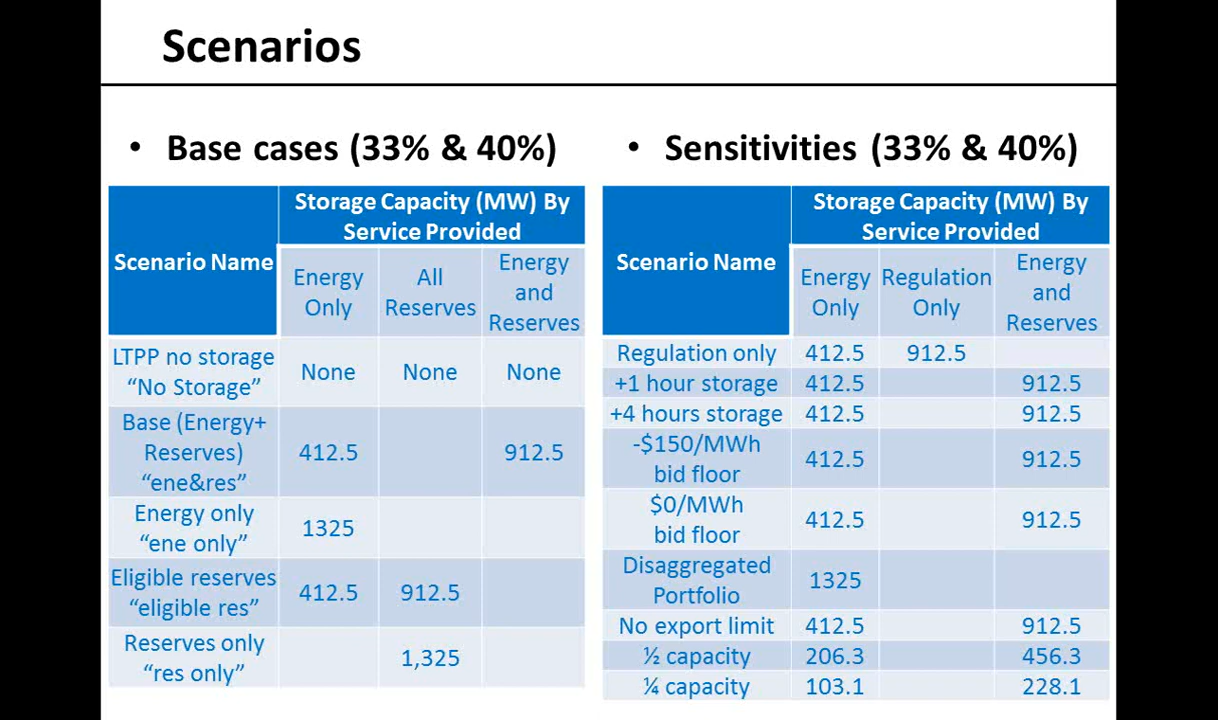 Scenarios
• Base cases (33% & 40%)
Scenario Name
Storage Capacity (MW) By
Service Provided
Energy
Only
All
Reserves
Energy
and
Reserves
LTPP no storage
“No Storage”
None
None
None
Base (Energy+
Reserves)
“ene&res”
412.5
912.5
Energy only
“ene only”
1325
Eligible reserves
“eligible res”
412.5
912.5
Reserves only
“res only”
1,325
• Sensitivities (33% & 40%)
Scenario Name
Storage Capacity (MW) By
Service Provided
Energy
Only
Regulation
Only
Energy
and
Reserves
Regulation only 412.5 912.5
+1 hour storage 412.5 912.5
+4 hours storage 412.5 912.5
-$150/MWh
bid floor
412.5
912.5
$0/MWh
bid floor
412.5
912.5
Disaggregated
Portfolio
1325
No export limit 412.5 912.5
½ capacity 206.3 456.3
¼ capacity 103.1 228.1